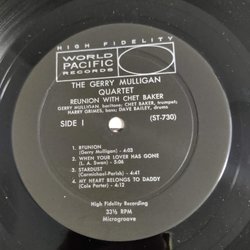 HIGH FIDELITY
WORLD
PACIFIC
RECORDS
THE GERRY MULLIGAN
QUARTET
REUNION WITH CHET BAKER
GERRY MULLIGAN, baritone; CHET BAKER, trumpet;
HARRY GRIMES, bass; DAVE BAILEY, drums
SIDE I (ST-730)
1. REUNION
(Gerry Mulligan) - 4:03
2. WHEN YOUR LOVER HAS GONE
(E. A. Swan) - 5:06
3. STARDUST
(Carmichael-Parish) - 4:41
4. MY HEART BELONGS TO DADDY
(Cole Porter) - 4:12
High Fidelity Recording
33⅓ RPM
Microgroove